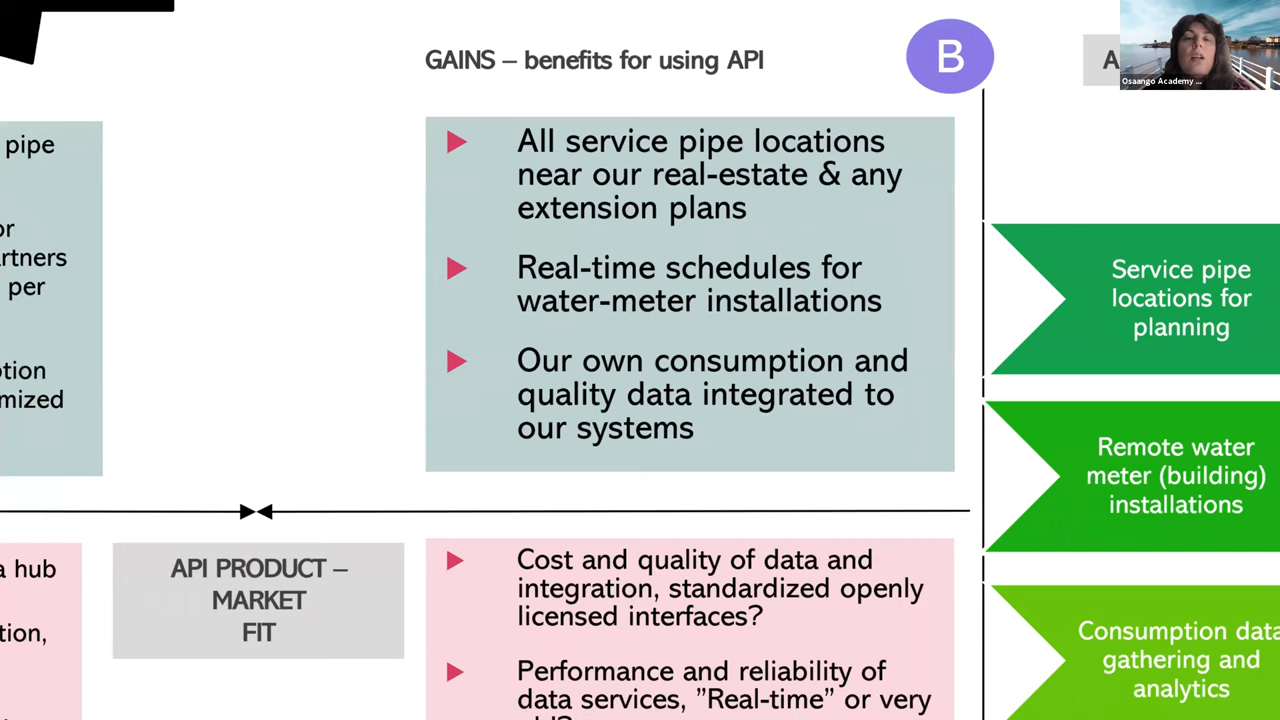 GAINS – benefits for using API
B
A
Osaango Academy ...
pipe
or
artners
per
otion
mized
All service pipe locations
near our real-estate & any
extension plans
Real-time schedules for
water-meter installations
Our own consumption and
quality data integrated to
our systems
Service pipe
locations for
planning
Remote water
meter (building)
installations
Consumption data
gathering and
analytics
a hub
tion,
API PRODUCT –
MARKET
FIT
Cost and quality of data and
integration, standardized openly
licensed interfaces?
Performance and reliability of
data services, ”Real-time” or very